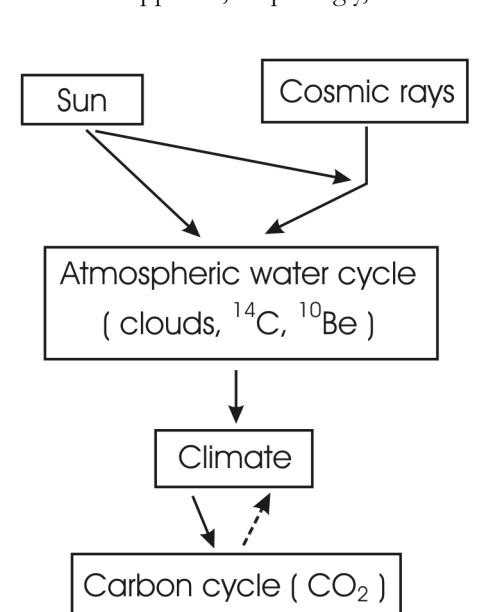 Sun
Cosmic rays
Atmospheric water cycle
( clouds, ¹⁴C, ¹⁰Be )
Climate
Carbon cycle ( CO₂ )